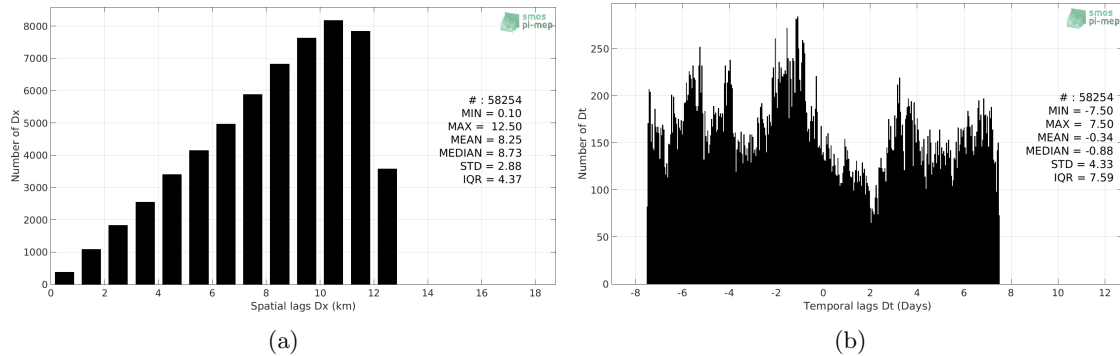 smos
pi-mep
8000
7000
6000
5000
4000
3000
2000
1000
0
Number of Dx
# : 58254
MIN = 0.10
MAX = 12.50
MEAN = 8.25
MEDIAN = 8.73
STD = 2.88
IQR = 4.37
0 2 4 6 8 10 12 14 16 18
Spatial lags Dx (km)
(a)
smos
pi-mep
250
200
150
100
50
0
Number of Dt
# : 58254
MIN = -7.50
MAX = 7.50
MEAN = -0.34
MEDIAN = -0.88
STD = 4.33
IQR = 7.59
-8 -6 -4 -2 0 2 4 6 8 10 12
Temporal lags Dt (Days)
(b)